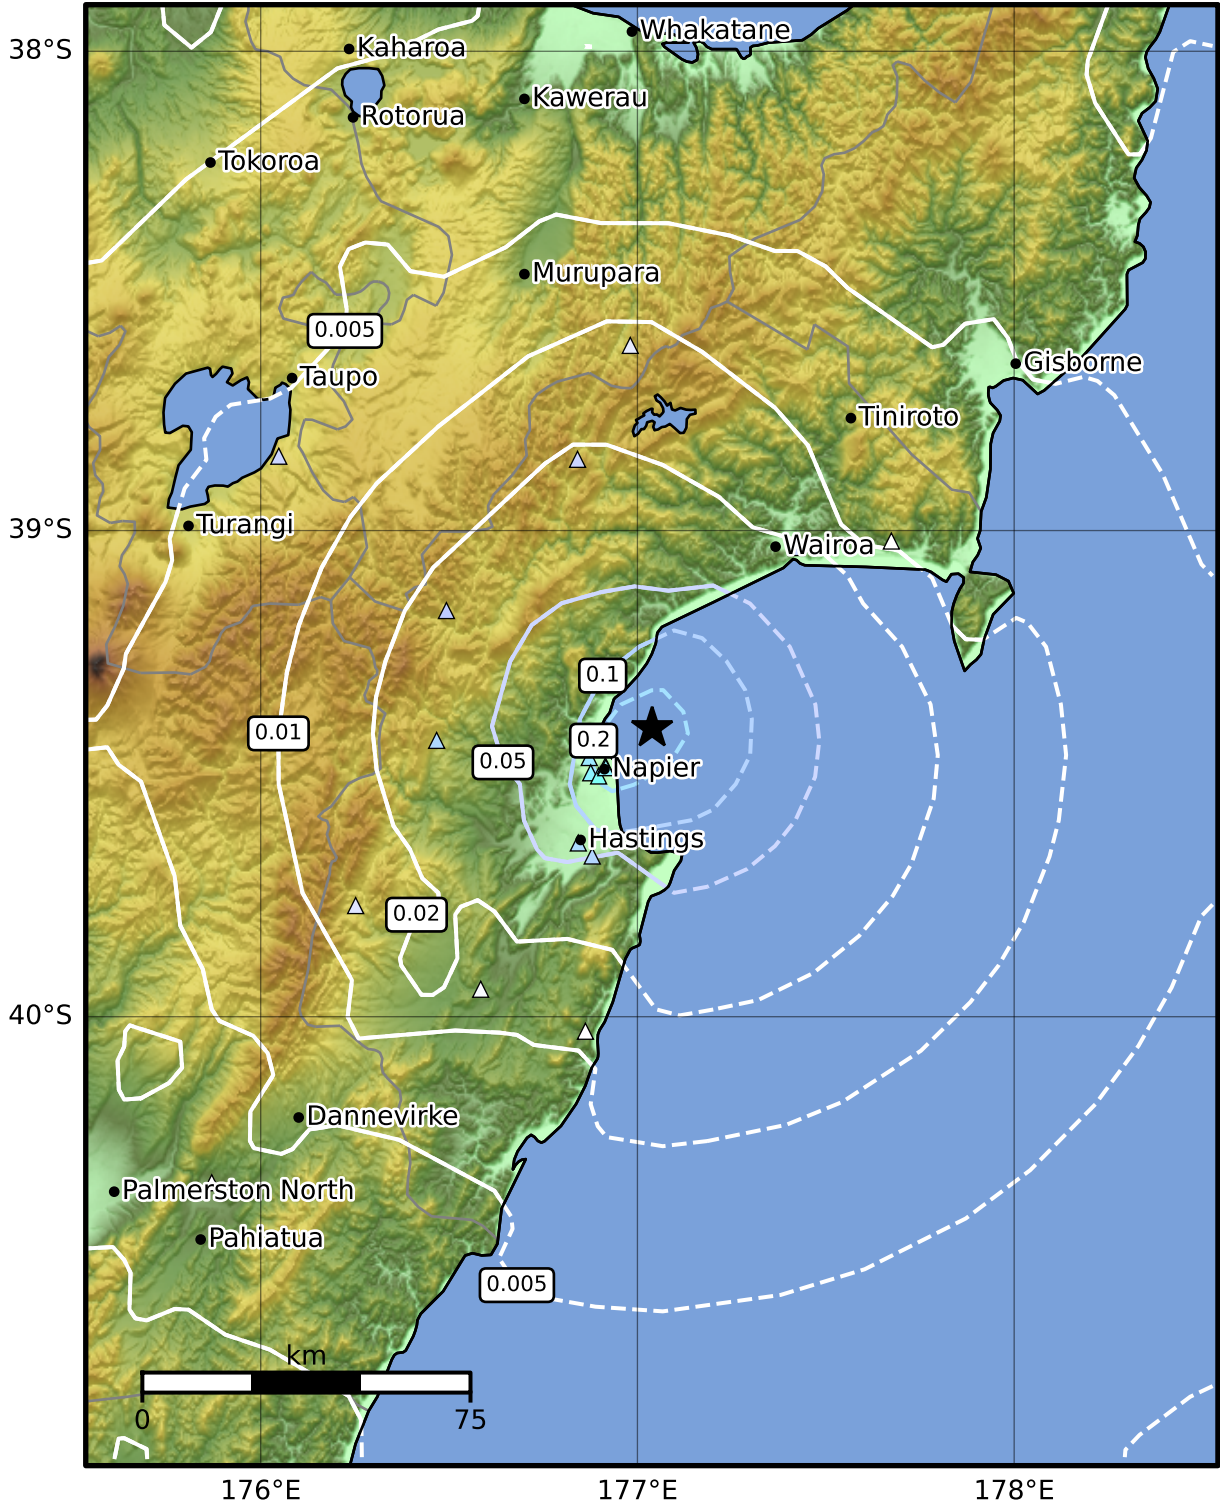 38°S
Whakatane
Kaharoa
Kawerau
Rotorua
Tokoroa
Murupara
0.005
Gisborne
Taupo
Tiniroto
39°S
Turangi
Wairoa
0.1
0.01
0.2
0.05
Napier
Hastings
0.02
40°S
Dannevirke
Palmerston North
Pahiatua
0.005
km
0 75
176°E 177°E 178°E